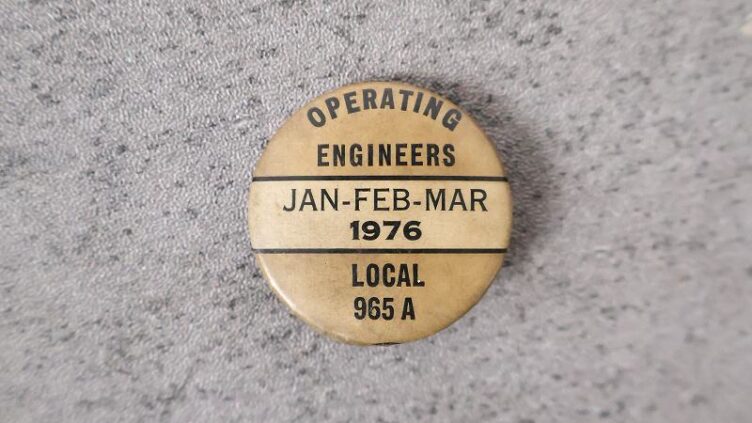 OPERATING
ENGINEERS
JAN-FEB-MAR
1976
LOCAL
965 A